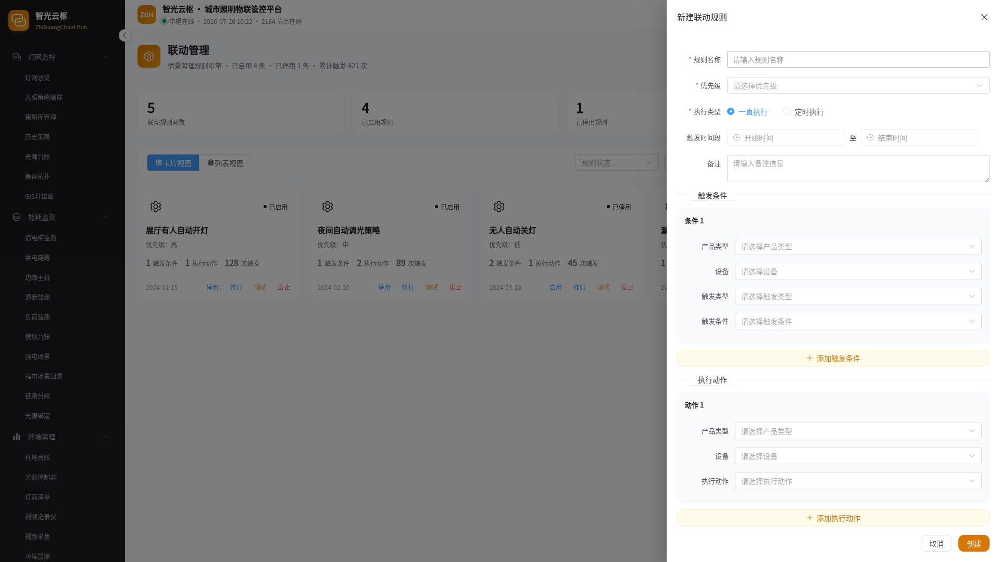 智光云枢
ZhiGuangCloud Hub
灯网监控
灯网总览
光照策略编排
策略库管理
历史策略
光源台账
集群拓扑
GIS灯位图
能耗监测
馈电柜监测
供电链路
边缘主机
通断监测
负荷监测
模块台账
强电场景
强电场景回溯
链路分组
光源绑定
终端管理
杆塔台账
光源控制器
灯具清单
视频记录仪
视频采集
环境监测
ZGH
智光云枢 • 城市照明物联管控平台
中枢在线 • 2026-07-20 10:22 • 2184 节点在网
联动管理
情景管理规则引擎 • 已启用 4 条 • 已停用 1 条 • 累计触发 421 次
5
联动规则总数
4
已启用规则
1
已停用规则
卡片视图 列表视图
规则状态
已启用
展厅有人自动开灯
优先级：高
1 触发条件 1 执行动作 128 次触发
2024-01-15 停用 修订 测试 废止
已启用
夜间自动调光策略
优先级：中
1 触发条件 2 执行动作 89 次触发
2024-02-20 停用 修订 测试 废止
已停用
无人自动关灯
优先级：低
2 触发条件 1 执行动作 45 次触发
2024-03-10 启用 修订 测试 废止
新建联动规则
* 规则名称 请输入规则名称
* 优先级 请选择优先级
* 执行类型 一直执行 定时执行
触发时间段 开始时间 至 结束时间
备注 请输入备注信息
触发条件
条件 1
产品类型 请选择产品类型
设备 请选择设备
触发类型 请选择触发类型
触发条件 请选择触发条件
添加触发条件
执行动作
动作 1
产品类型 请选择产品类型
设备 请选择设备
执行动作 请选择执行动作
添加执行动作
取消 创建